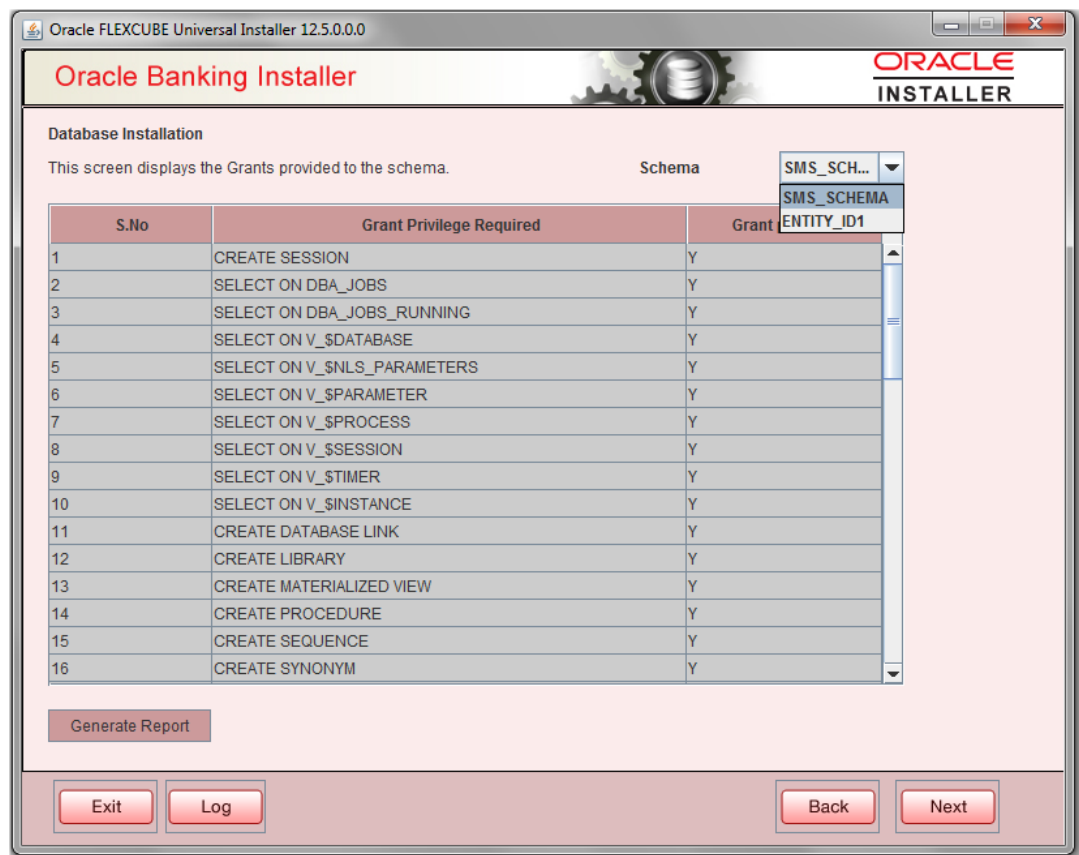 Oracle FLEXCUBE Universal Installer 12.5.0.0.0
Oracle Banking Installer
ORACLE
INSTALLER
Database Installation
This screen displays the Grants provided to the schema. Schema SMS_SCH...
SMS_SCHEMA
ENTITY_ID1
S.No Grant Privilege Required Grant
1 CREATE SESSION Y
2 SELECT ON DBA_JOBS Y
3 SELECT ON DBA_JOBS_RUNNING Y
4 SELECT ON V_$DATABASE Y
5 SELECT ON V_$NLS_PARAMETERS Y
6 SELECT ON V_$PARAMETER Y
7 SELECT ON V_$PROCESS Y
8 SELECT ON V_$SESSION Y
9 SELECT ON V_$TIMER Y
10 SELECT ON V_$INSTANCE Y
11 CREATE DATABASE LINK Y
12 CREATE LIBRARY Y
13 CREATE MATERIALIZED VIEW Y
14 CREATE PROCEDURE Y
15 CREATE SEQUENCE Y
16 CREATE SYNONYM Y
Generate Report
Exit Log Back Next